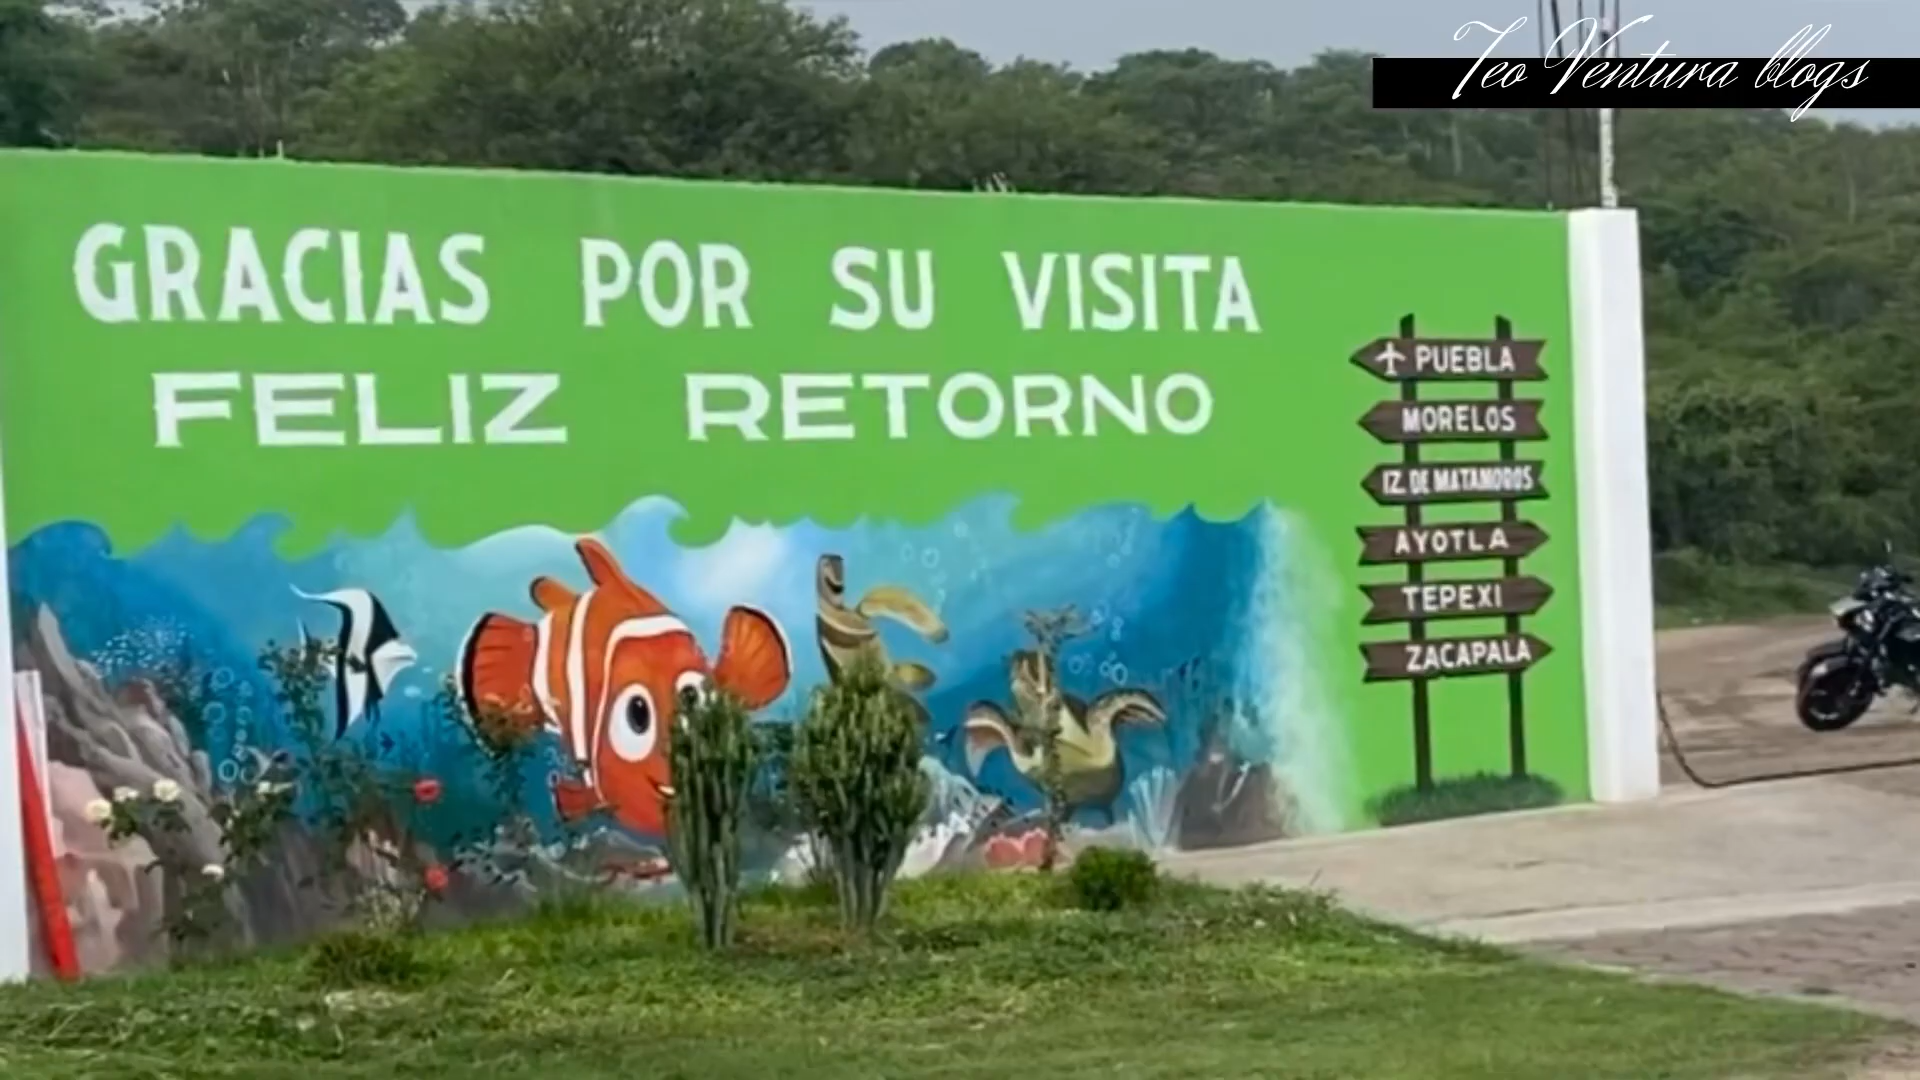 Teo Ventura blogs
GRACIAS POR SU VISITA
FELIZ RETORNO
PUEBLA
MORELOS
IZ. DE MATAMOROS
AYOTLA
TEPEXI
ZACAPALA